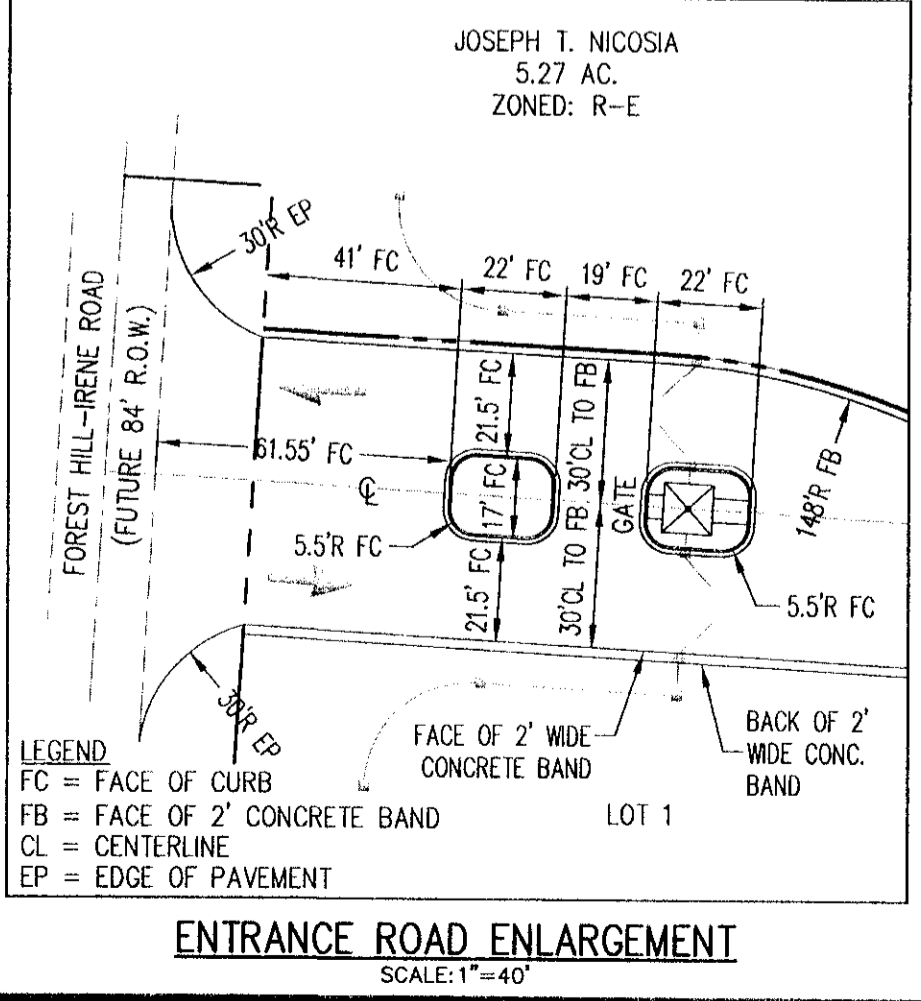 JOSEPH T. NICOSIA
5.27 AC.
ZONED: R-E
30'R EP
41' FC
22' FC
19' FC
22' FC
FOREST HILL-IRENE ROAD
(FUTURE 84' R.O.W.)
61.55' FC
21.5' FC
17' FC
21.5' FC
30'CL TO FB
30'CL TO FB
GATE
148'R FB
5.5'R FC
5.5'R FC
30'R EP
FACE OF 2' WIDE
CONCRETE BAND
BACK OF 2'
WIDE CONC.
BAND
LOT 1
LEGEND
FC = FACE OF CURB
FB = FACE OF 2' CONCRETE BAND
CL = CENTERLINE
EP = EDGE OF PAVEMENT
ENTRANCE ROAD ENLARGEMENT
SCALE: 1"=40'